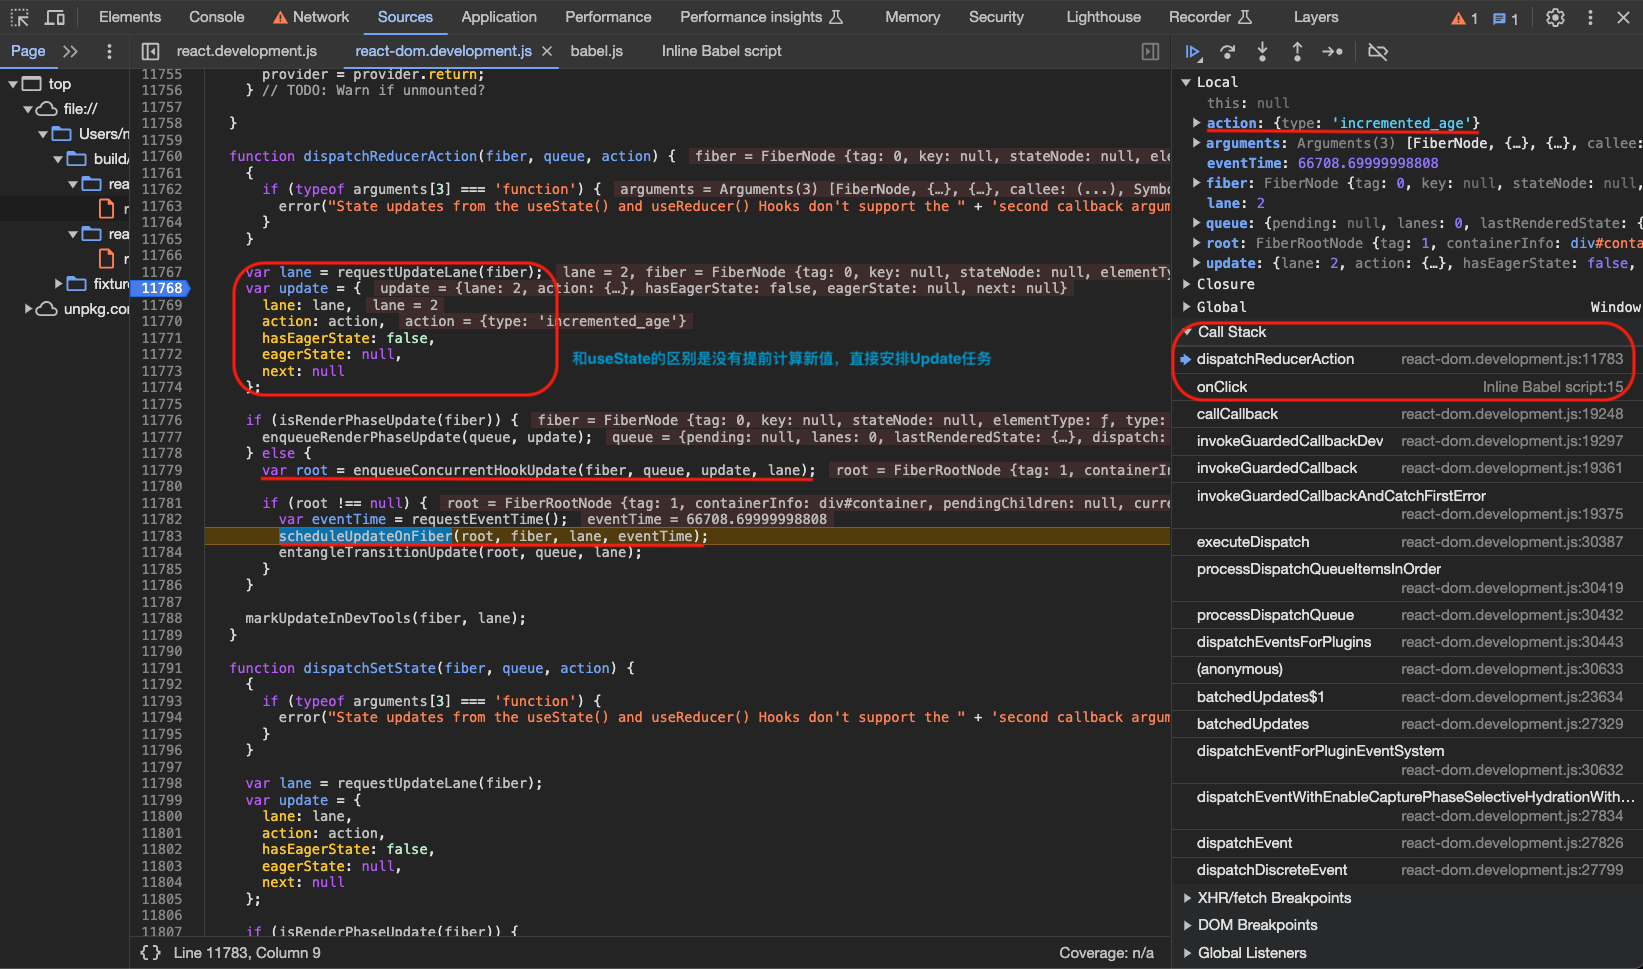 Elements Console Network Sources Application Performance Performance insights Memory Security Lighthouse Recorder Layers 1 1
Page react.development.js react-dom.development.js babel.js Inline Babel script
top
file://
Users/
build/
rea
rea
fixture
unpkg.co
11755 provider = provider.return;
11756 } // TODO: Warn if unmounted?
11757
11758 }
11759
11760 function dispatchReducerAction(fiber, queue, action) { fiber = FiberNode {tag: 0, key: null, stateNode: null, ele
11761 {
11762 if (typeof arguments[3] === 'function') { arguments = Arguments(3) [FiberNode, {…}, {…}, callee: (...), Symbo
11763 error("State updates from the useState() and useReducer() Hooks don't support the " + 'second callback argum
11764 }
11765 }
11766
11767 var lane = requestUpdateLane(fiber); lane = 2, fiber = FiberNode {tag: 0, key: null, stateNode: null, elementTy
11768 var update = { update = {lane: 2, action: {…}, hasEagerState: false, eagerState: null, next: null}
11769 lane: lane, lane = 2
11770 action: action, action = {type: 'incremented_age'}
11771 hasEagerState: false,
11772 eagerState: null,
11773 next: null
11774 };
和useState的区别是没有提前计算新值，直接安排Update任务
11775
11776 if (isRenderPhaseUpdate(fiber)) { fiber = FiberNode {tag: 0, key: null, stateNode: null, elementType: ƒ, type:
11777 enqueueRenderPhaseUpdate(queue, update); queue = {pending: null, lanes: 0, lastRenderedState: {…}, dispatch:
11778 } else {
11779 var root = enqueueConcurrentHookUpdate(fiber, queue, update, lane); root = FiberRootNode {tag: 1, containerIn
11780
11781 if (root !== null) { root = FiberRootNode {tag: 1, containerInfo: div#container, pendingChildren: null, curre
11782 var eventTime = requestEventTime(); eventTime = 66708.69999998808
11783 scheduleUpdateOnFiber(root, fiber, lane, eventTime);
11784 entangleTransitionUpdate(root, queue, lane);
11785 }
11786 }
11787
11788 markUpdateInDevTools(fiber, lane);
11789 }
11790
11791 function dispatchSetState(fiber, queue, action) {
11792 {
11793 if (typeof arguments[3] === 'function') {
11794 error("State updates from the useState() and useReducer() Hooks don't support the " + 'second callback argum
11795 }
11796 }
11797
11798 var lane = requestUpdateLane(fiber);
11799 var update = {
11800 lane: lane,
11801 action: action,
11802 hasEagerState: false,
11803 eagerState: null,
11804 next: null
11805 };
11806
11807 if (isRenderPhaseUpdate(fiber)) {
{} Line 11783, Column 9 Coverage: n/a
Local
this: null
action: {type: 'incremented_age'}
arguments: Arguments(3) [FiberNode, {…}, {…}, callee:
eventTime: 66708.69999998808
fiber: FiberNode {tag: 0, key: null, stateNode: null,
lane: 2
queue: {pending: null, lanes: 0, lastRenderedState: {
root: FiberRootNode {tag: 1, containerInfo: div#conta
update: {lane: 2, action: {…}, hasEagerState: false,
Closure
Global Window
Call Stack
dispatchReducerAction react-dom.development.js:11783
onClick Inline Babel script:15
callCallback react-dom.development.js:19248
invokeGuardedCallbackDev react-dom.development.js:19297
invokeGuardedCallback react-dom.development.js:19361
invokeGuardedCallbackAndCatchFirstError
react-dom.development.js:19375
executeDispatch react-dom.development.js:30387
processDispatchQueueItemsInOrder
react-dom.development.js:30419
processDispatchQueue react-dom.development.js:30432
dispatchEventsForPlugins react-dom.development.js:30443
(anonymous) react-dom.development.js:30633
batchedUpdates$1 react-dom.development.js:23634
batchedUpdates react-dom.development.js:27329
dispatchEventForPluginEventSystem
react-dom.development.js:30632
dispatchEventWithEnableCapturePhaseSelectiveHydrationWith…
react-dom.development.js:27834
dispatchEvent react-dom.development.js:27826
dispatchDiscreteEvent react-dom.development.js:27799
XHR/fetch Breakpoints
DOM Breakpoints
Global Listeners